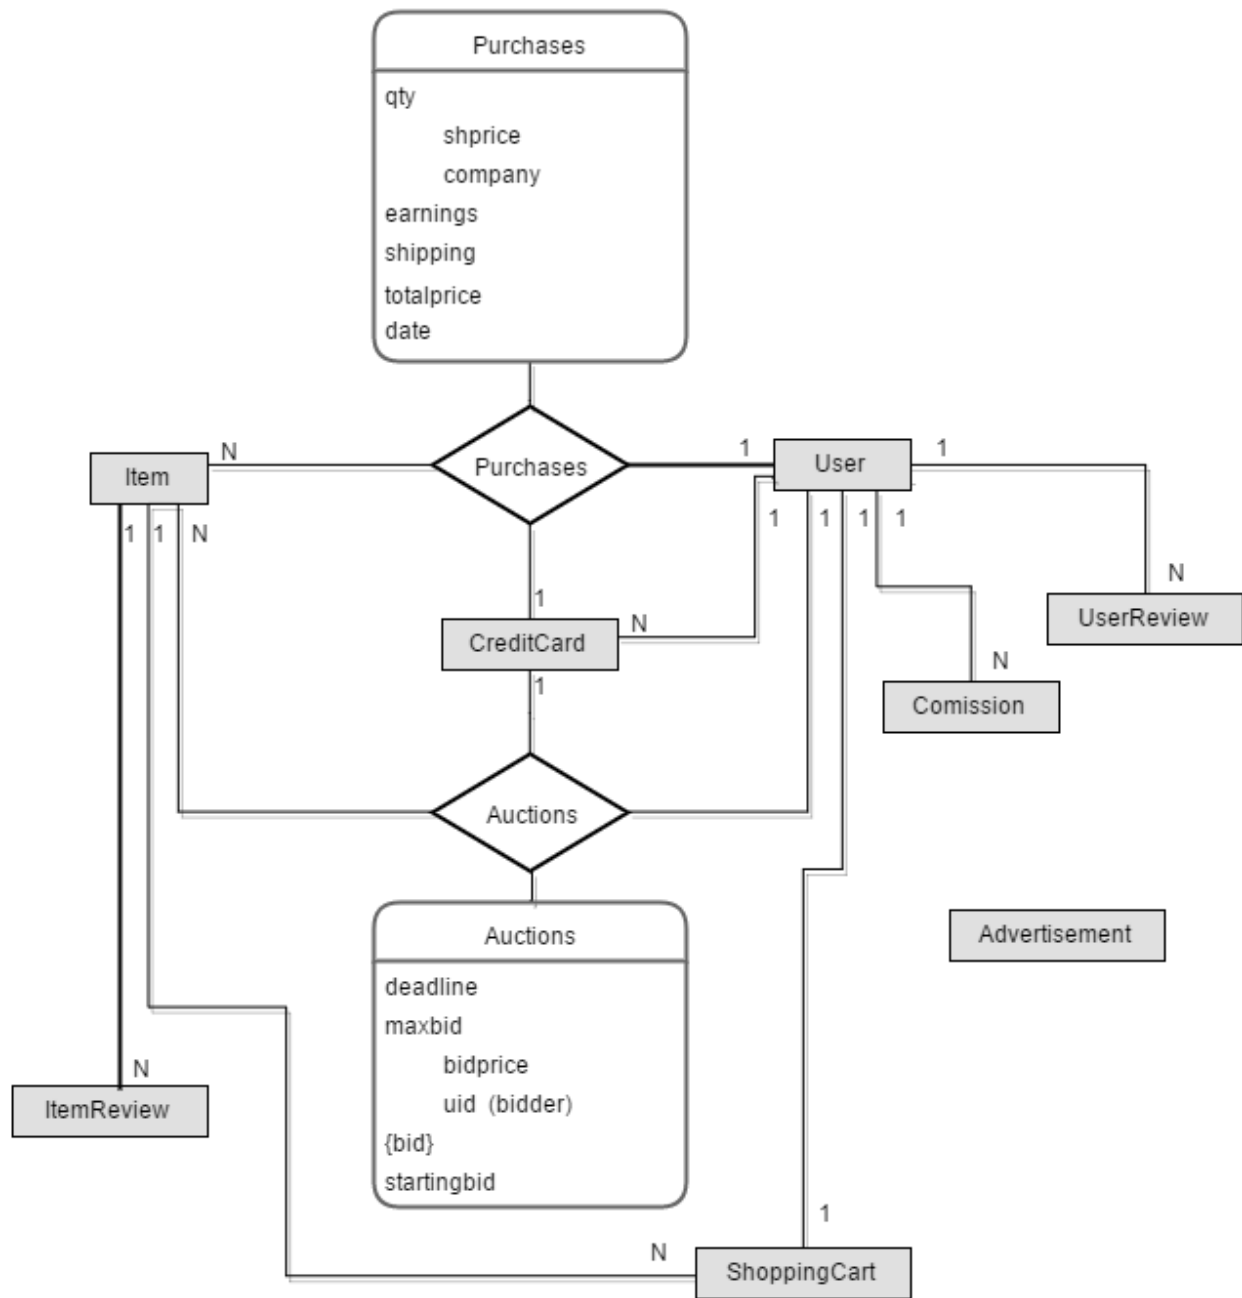 Purchases
qty
shprice
company
earnings
shipping
totalprice
date
N
Purchases
1
User
1
Item
1
1
N
1
1
1
1
1
N
CreditCard
1
N
UserReview
N
Comission
Auctions
Auctions
deadline
maxbid
bidprice
uid (bidder)
{bid}
startingbid
Advertisement
N
ItemReview
1
N
ShoppingCart